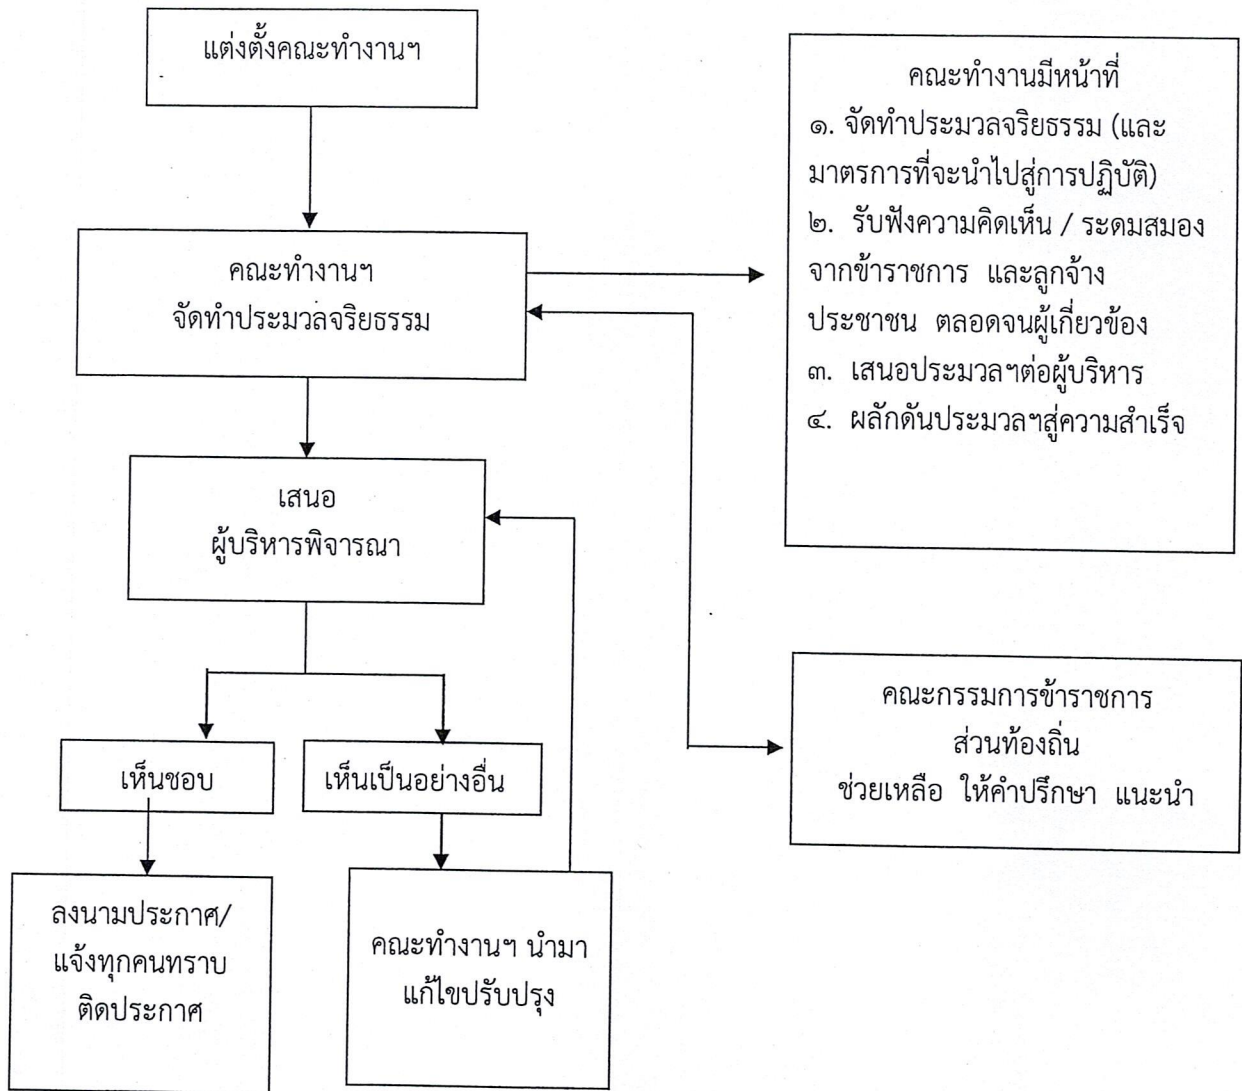 แต่งตั้งคณะทำงานฯ
คณะทำงานมีหน้าที่
๑. จัดทำประมวลจริยธรรม (และ
มาตรการที่จะนำไปสู่การปฏิบัติ)
๒. รับฟังความคิดเห็น / ระดมสมอง
จากข้าราชการ และลูกจ้าง
ประชาชน ตลอดจนผู้เกี่ยวข้อง
๓. เสนอประมวลฯต่อผู้บริหาร
๔. ผลักดันประมวลฯสู่ความสำเร็จ
คณะทำงานฯ
จัดทำประมวลจริยธรรม
เสนอ
ผู้บริหารพิจารณา
คณะกรรมการข้าราชการ
ส่วนท้องถิ่น
ช่วยเหลือ ให้คำปรึกษา แนะนำ
เห็นชอบ
เห็นเป็นอย่างอื่น
ลงนามประกาศ/
แจ้งทุกคนทราบ
ติดประกาศ
คณะทำงานฯ นำมา
แก้ไขปรับปรุง